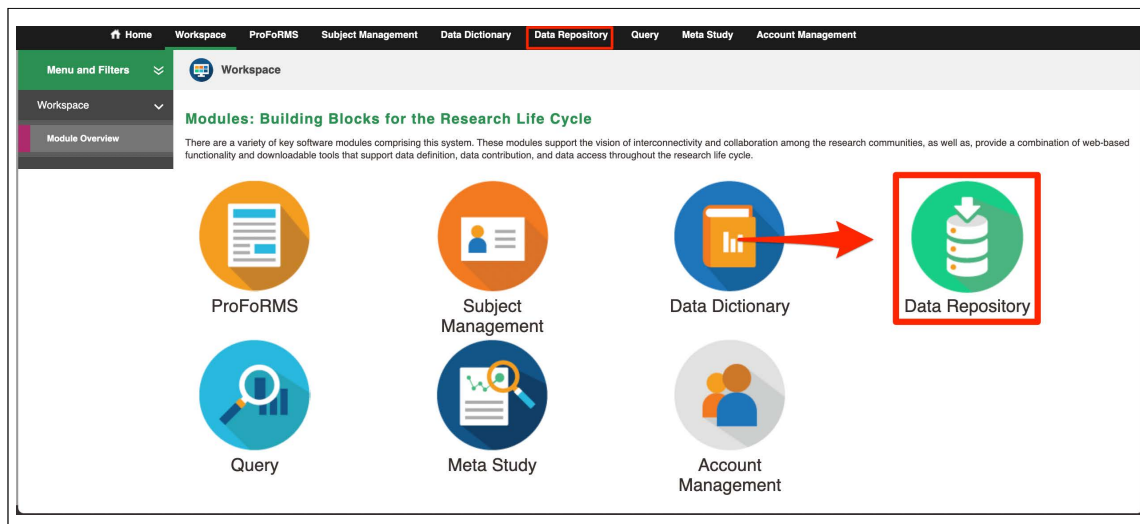 Home Workspace ProFoRMS Subject Management Data Dictionary Data Repository Query Meta Study Account Management
Menu and Filters
Workspace
Workspace
Module Overview
Modules: Building Blocks for the Research Life Cycle
There are a variety of key software modules comprising this system. These modules support the vision of interconnectivity and collaboration among the research communities, as well as, provide a combination of web-based
functionality and downloadable tools that support data definition, data contribution, and data access throughout the research life cycle.
ProFoRMS
Subject
Management
Data Dictionary
Data Repository
Query
Meta Study
Account
Management